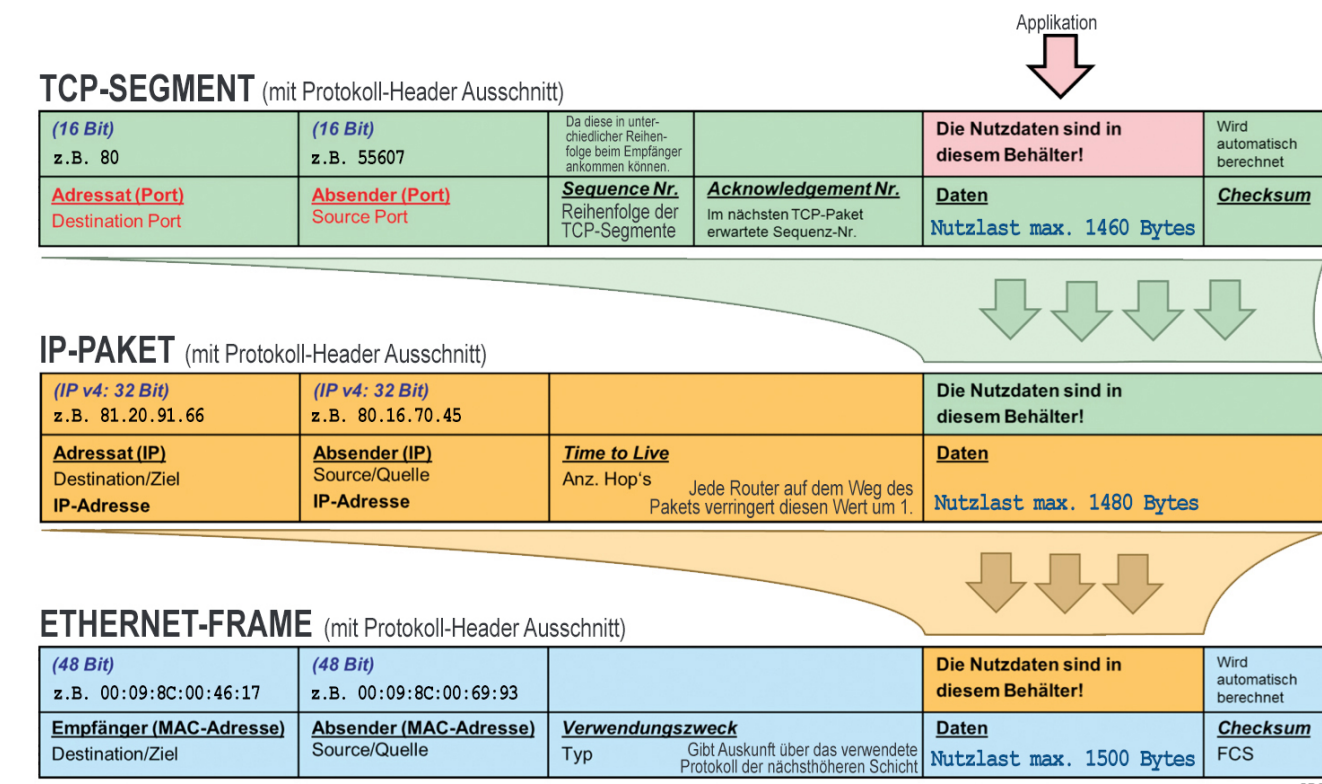 Applikation
TCP-SEGMENT (mit Protokoll-Header Ausschnitt)
(16 Bit)
z.B. 80
(16 Bit)
z.B. 55607
Da diese in unter-
chiedlicher Reihen-
folge beim Empfänger
ankommen können.
Die Nutzdaten sind in
diesem Behälter!
Wird
automatisch
berechnet
Adressat (Port)
Destination Port
Absender (Port)
Source Port
Sequence Nr.
Reihenfolge der
TCP-Segmente
Acknowledgement Nr.
Im nächsten TCP-Paket
erwartete Sequenz-Nr.
Daten
Nutzlast max. 1460 Bytes
Checksum
IP-PAKET (mit Protokoll-Header Ausschnitt)
(IP v4: 32 Bit)
z.B. 81.20.91.66
(IP v4: 32 Bit)
z.B. 80.16.70.45
Die Nutzdaten sind in
diesem Behälter!
Adressat (IP)
Destination/Ziel
IP-Adresse
Absender (IP)
Source/Quelle
IP-Adresse
Time to Live
Anz. Hop‘s
Jede Router auf dem Weg des
Pakets verringert diesen Wert um 1.
Daten
Nutzlast max. 1480 Bytes
ETHERNET-FRAME (mit Protokoll-Header Ausschnitt)
(48 Bit)
z.B. 00:09:8C:00:46:17
(48 Bit)
z.B. 00:09:8C:00:69:93
Die Nutzdaten sind in
diesem Behälter!
Wird
automatisch
berechnet
Empfänger (MAC-Adresse)
Destination/Ziel
Absender (MAC-Adresse)
Source/Quelle
Verwendungszweck
Typ
Gibt Auskunft über das verwendete
Protokoll der nächsthöheren Schicht
Daten
Nutzlast max. 1500 Bytes
Checksum
FCS